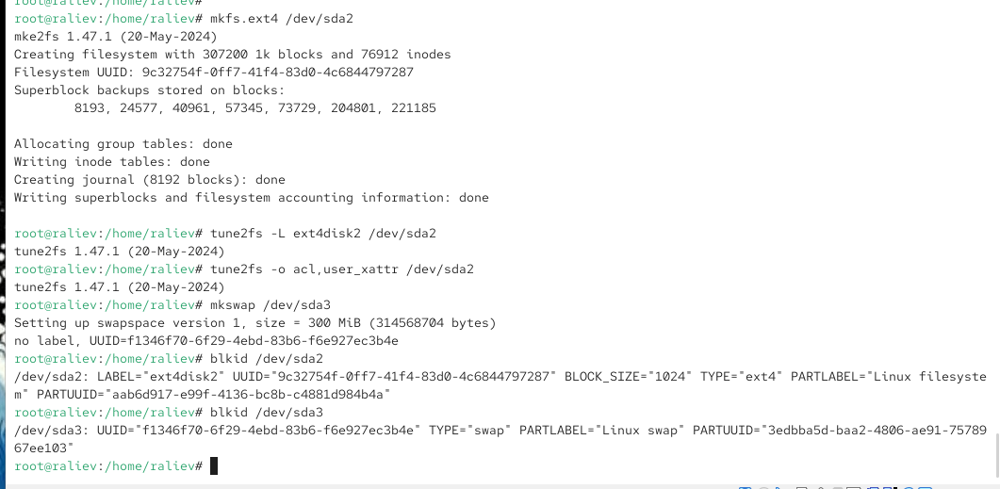 root@raliev:/home/raliev#
root@raliev:/home/raliev# mkfs.ext4 /dev/sda2
mke2fs 1.47.1 (20-May-2024)
Creating filesystem with 307200 1k blocks and 76912 inodes
Filesystem UUID: 9c32754f-0ff7-41f4-83d0-4c6844797287
Superblock backups stored on blocks:
        8193, 24577, 40961, 57345, 73729, 204801, 221185

Allocating group tables: done
Writing inode tables: done
Creating journal (8192 blocks): done
Writing superblocks and filesystem accounting information: done

root@raliev:/home/raliev# tune2fs -L ext4disk2 /dev/sda2
tune2fs 1.47.1 (20-May-2024)
root@raliev:/home/raliev# tune2fs -o acl,user_xattr /dev/sda2
tune2fs 1.47.1 (20-May-2024)
root@raliev:/home/raliev# mkswap /dev/sda3
Setting up swapspace version 1, size = 300 MiB (314568704 bytes)
no label, UUID=f1346f70-6f29-4ebd-83b6-f6e927ec3b4e
root@raliev:/home/raliev# blkid /dev/sda2
/dev/sda2: LABEL="ext4disk2" UUID="9c32754f-0ff7-41f4-83d0-4c6844797287" BLOCK_SIZE="1024" TYPE="ext4" PARTLABEL="Linux filesyste
m" PARTUUID="aab6d917-e99f-4136-bc8b-c4881d984b4a"
root@raliev:/home/raliev# blkid /dev/sda3
/dev/sda3: UUID="f1346f70-6f29-4ebd-83b6-f6e927ec3b4e" TYPE="swap" PARTLABEL="Linux swap" PARTUUID="3edbba5d-baa2-4806-ae91-75789
67ee103"
root@raliev:/home/raliev#